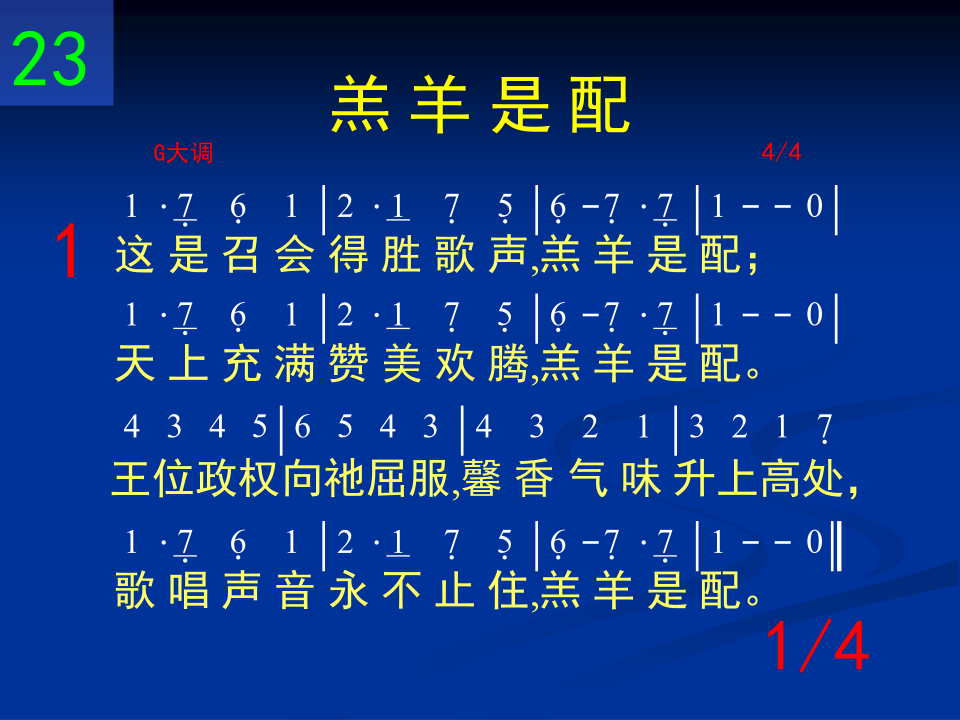 23
羔羊是配
G大调 4/4
1 · 7̣ 6̣ 1 | 2 · 1 7̣ 5̣ | 6̣ - 7̣ · 7̣ | 1 - - 0 |
1 这是召会得胜歌声,羔羊是配；
1 · 7̣ 6̣ 1 | 2 · 1 7̣ 5̣ | 6̣ - 7̣ · 7̣ | 1 - - 0 |
天上充满赞美欢腾,羔羊是配。
4 3 4 5 | 6 5 4 3 | 4 3 2 1 | 3 2 1 7̣
王位政权向祂屈服,馨香气味升上高处，
1 · 7̣ 6̣ 1 | 2 · 1 7̣ 5̣ | 6̣ - 7̣ · 7̣ | 1 - - 0 ‖
歌唱声音永不止住,羔羊是配。
1/4